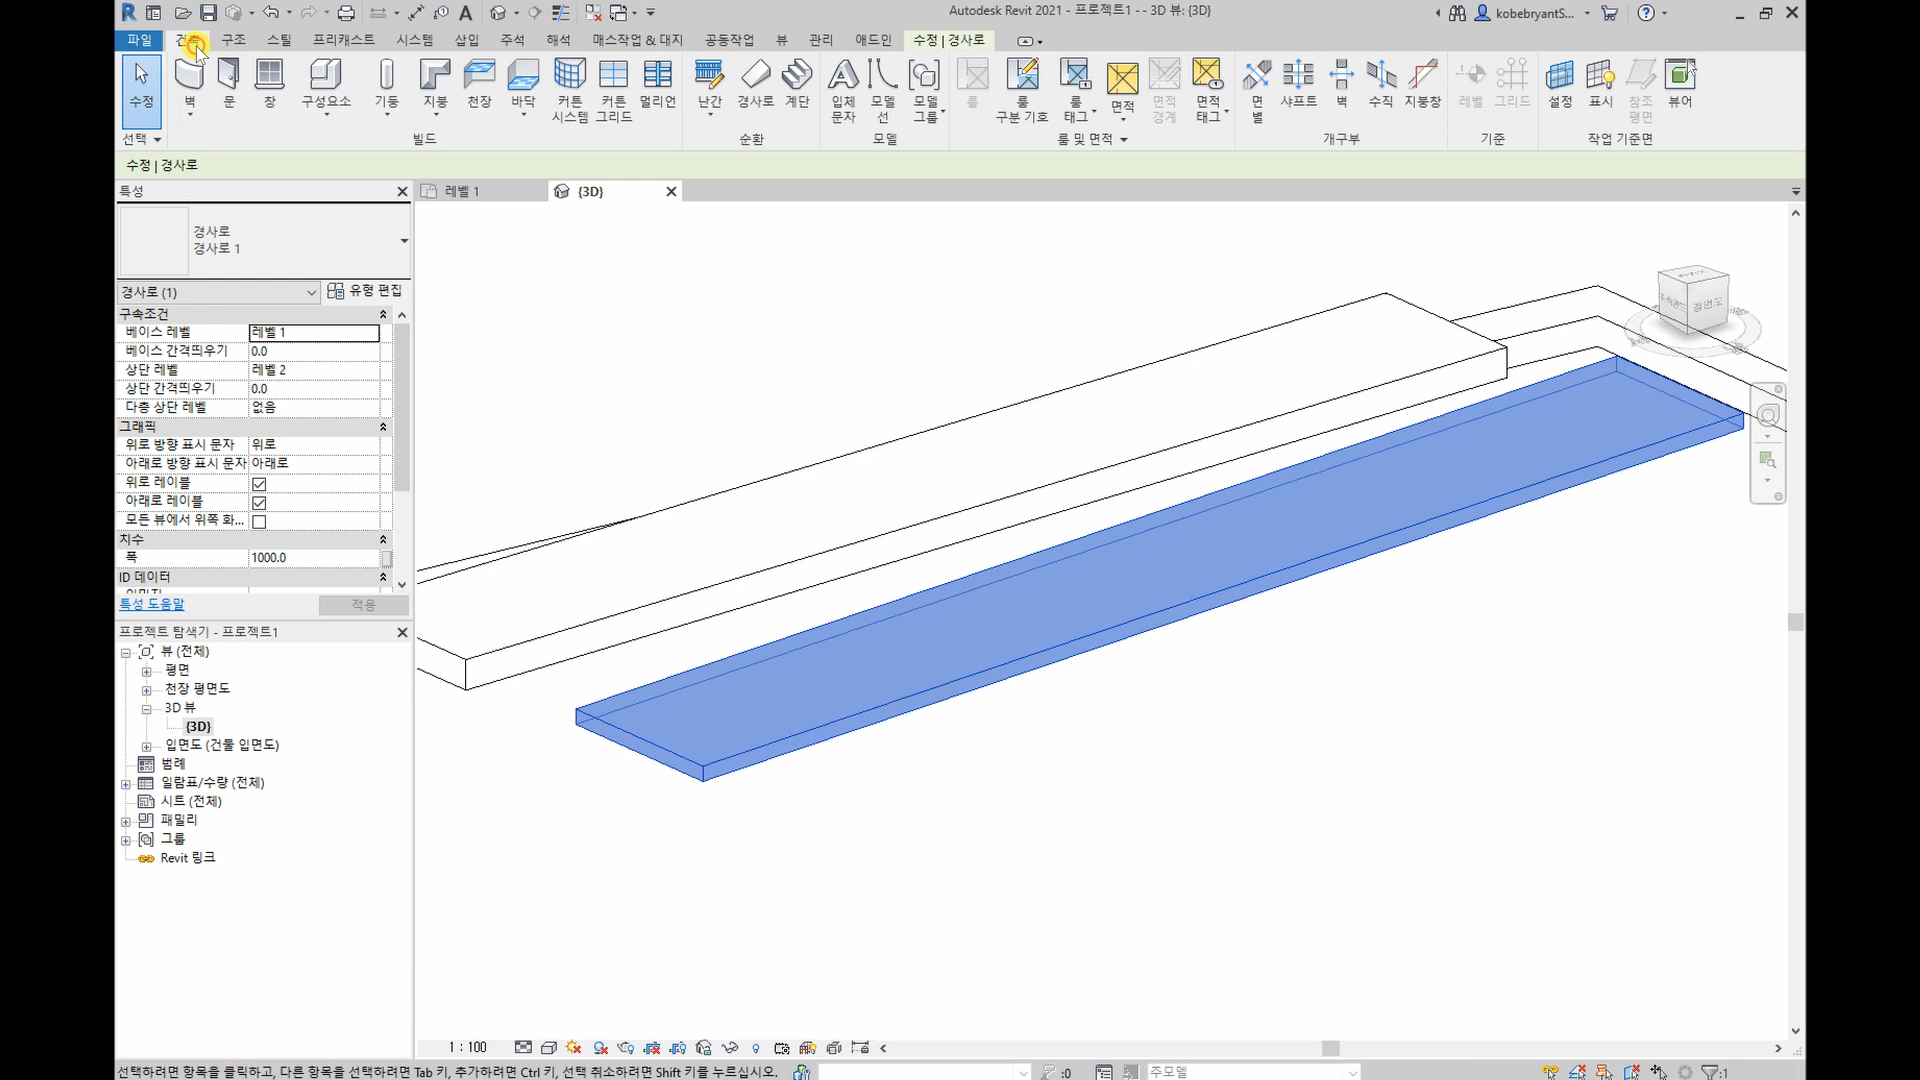 Autodesk Revit 2021 - 프로젝트1 - - 3D 뷰: {3D}
kobebryantS...
파일 건축 구조 스틸 프리캐스트 시스템 삽입 주석 해석 매스작업 & 대지 공동작업 뷰 관리 애드인 수정 | 경사로
수정 벽 문 창 구성요소 기둥 지붕 천장 바닥 커튼 시스템 커튼 그리드 멀리언 난간 경사로 계단 입체 문자 모델 선 모델 그룹 룸 룸 구분 기호 룸 태그 면적 면적 경계 면적 태그 면 별 샤프트 벽 수직 지붕창 레벨 그리드 설정 표시 참조 평면 뷰어
선택 빌드 순환 모델 룸 및 면적 개구부 기준 작업 기준면
수정 | 경사로
특성
레벨 1 {3D}
경사로
경사로 1
경사로 (1) 유형 편집
구속조건
베이스 레벨 레벨 1
베이스 간격띄우기 0.0
상단 레벨 레벨 2
상단 간격띄우기 0.0
다층 상단 레벨 없음
그래픽
위로 방향 표시 문자 위로
아래로 방향 표시 문자 아래로
위로 레이블
아래로 레이블
모든 뷰에서 위쪽 화...
치수
폭 1000.0
ID 데이터
특성 도움말 적용
프로젝트 탐색기 - 프로젝트1
뷰 (전체)
평면
천장 평면도
3D 뷰
{3D}
입면도 (건물 입면도)
범례
일람표/수량 (전체)
시트 (전체)
패밀리
그룹
Revit 링크
1 : 100
선택하려면 항목을 클릭하고, 다른 항목을 선택하려면 Tab 키, 추가하려면 Ctrl 키, 선택 취소하려면 Shift 키를 누르십시오. :0 주모델 :1